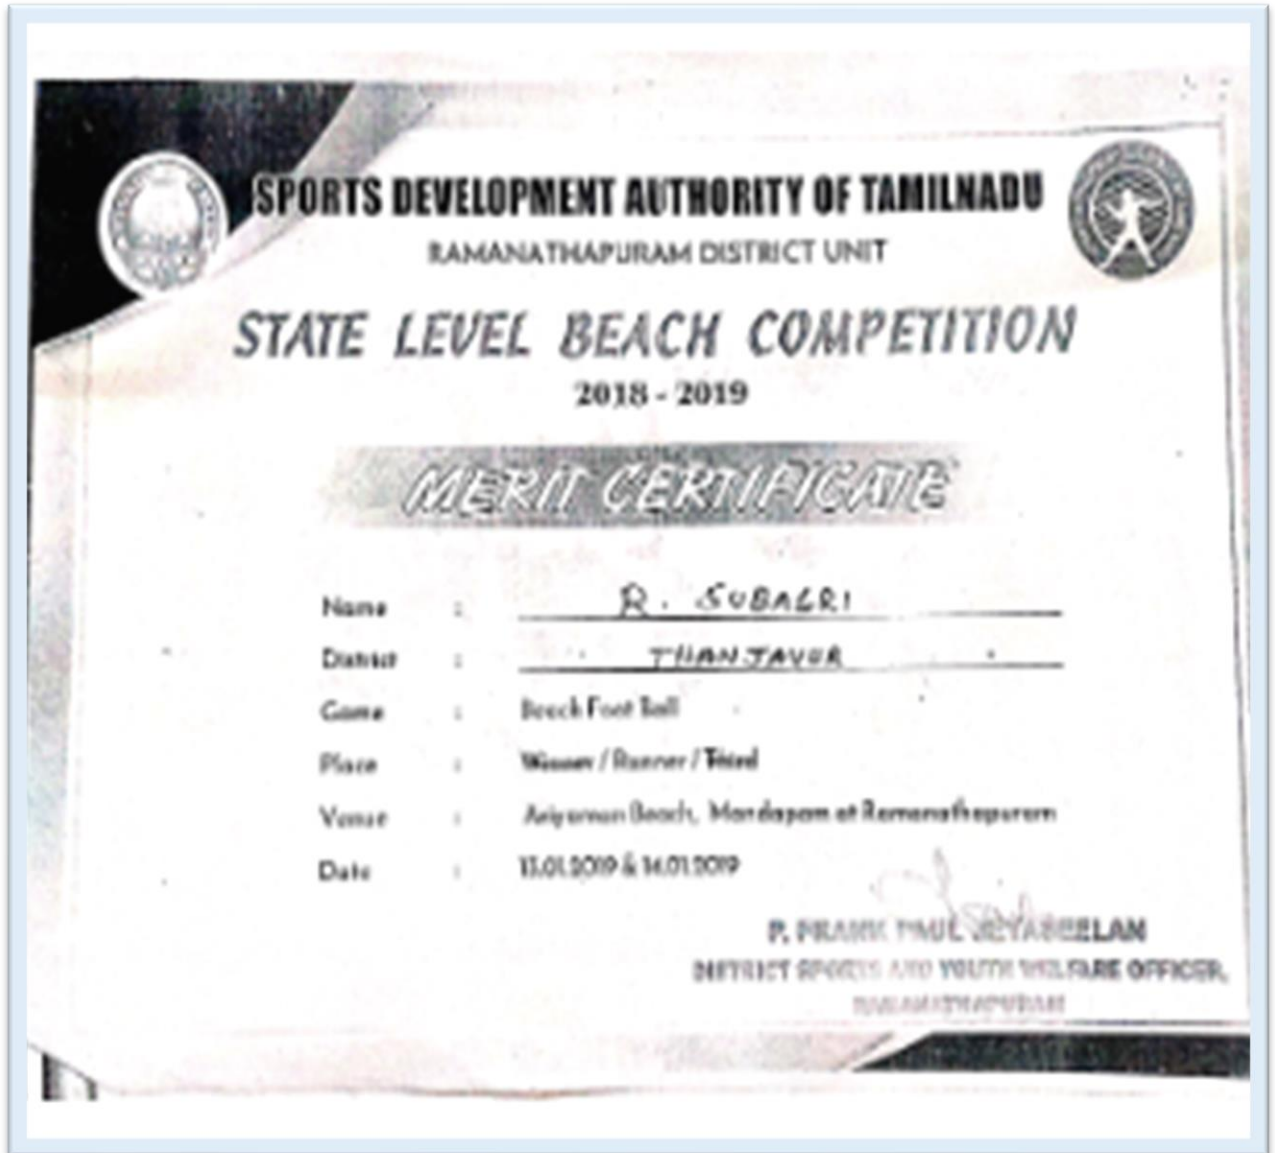 SPORTS DEVELOPMENT AUTHORITY OF TAMILNADU
RAMANATHAPURAM DISTRICT UNIT
STATE LEVEL BEACH COMPETITION
2018 - 2019
MERIT CERTIFICATE
Name : R. SUBASRI
District : THANJAVUR
Game : Beach Foot Ball
Place : Winner / Runner / Third
Venue : Ariyaman Beach, Mandapam at Ramanathapuram
Date : 13.01.2019 & 14.01.2019
P. FRANK PAUL JEYASEELAN
DISTRICT SPORTS AND YOUTH WELFARE OFFICER,
RAMANATHAPURAM